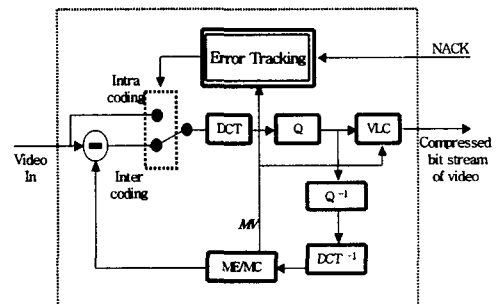 Error Tracking
NACK
Intra
coding
DCT
Q
VLC
Video
In
Inter
coding
Compressed
bit stream
of video
Q -1
MV
ME/MC
DCT -1